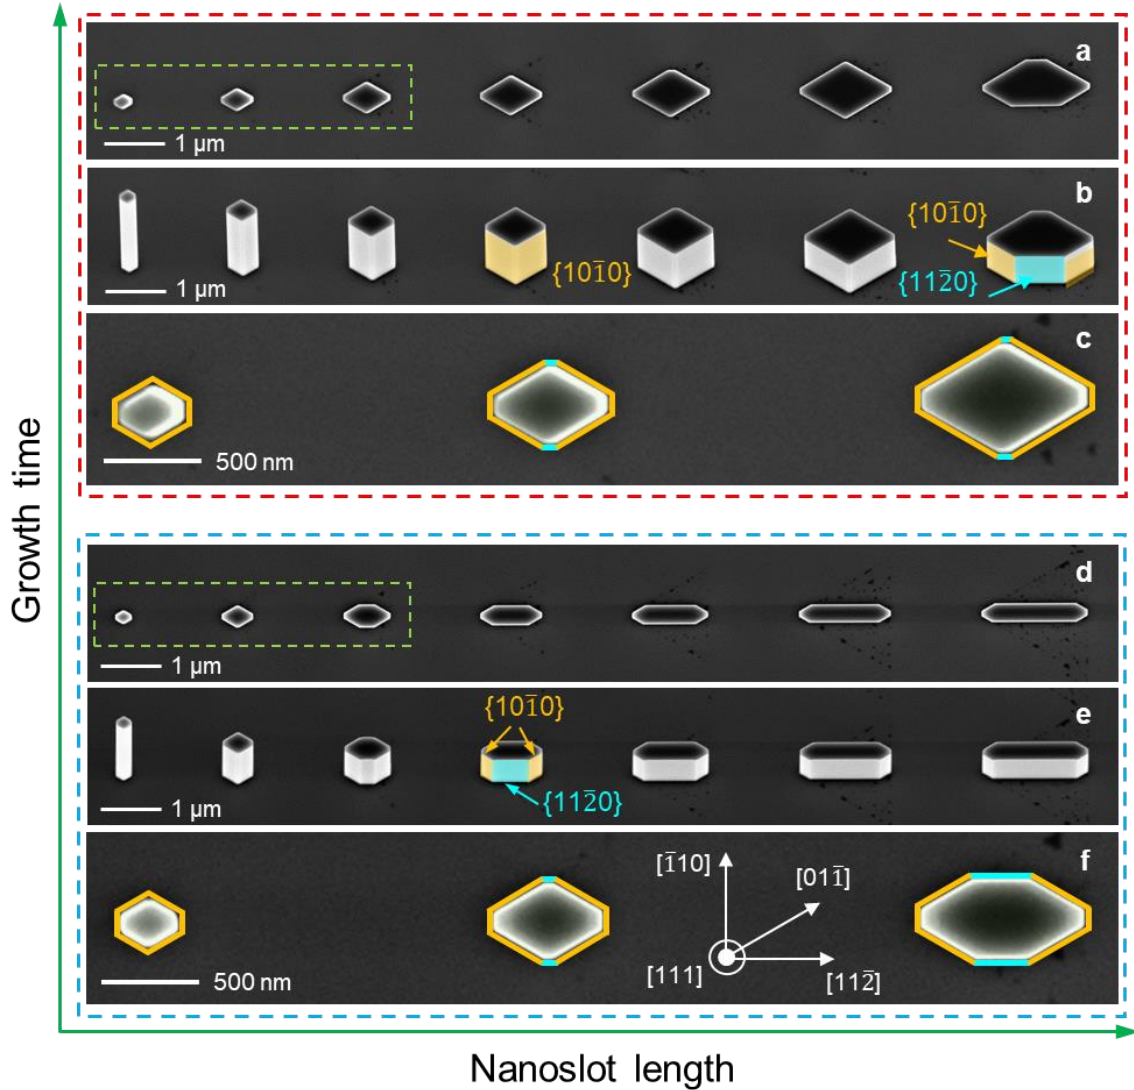 a
1 µm
b
{101̅0}
{101̅0}
{112̅0}
1 µm
c
500 nm
Growth time
d
1 µm
e
{101̅0}
{112̅0}
1 µm
f
[1̅10]
[011̅]
[111]
[112̅]
500 nm
Nanoslot length